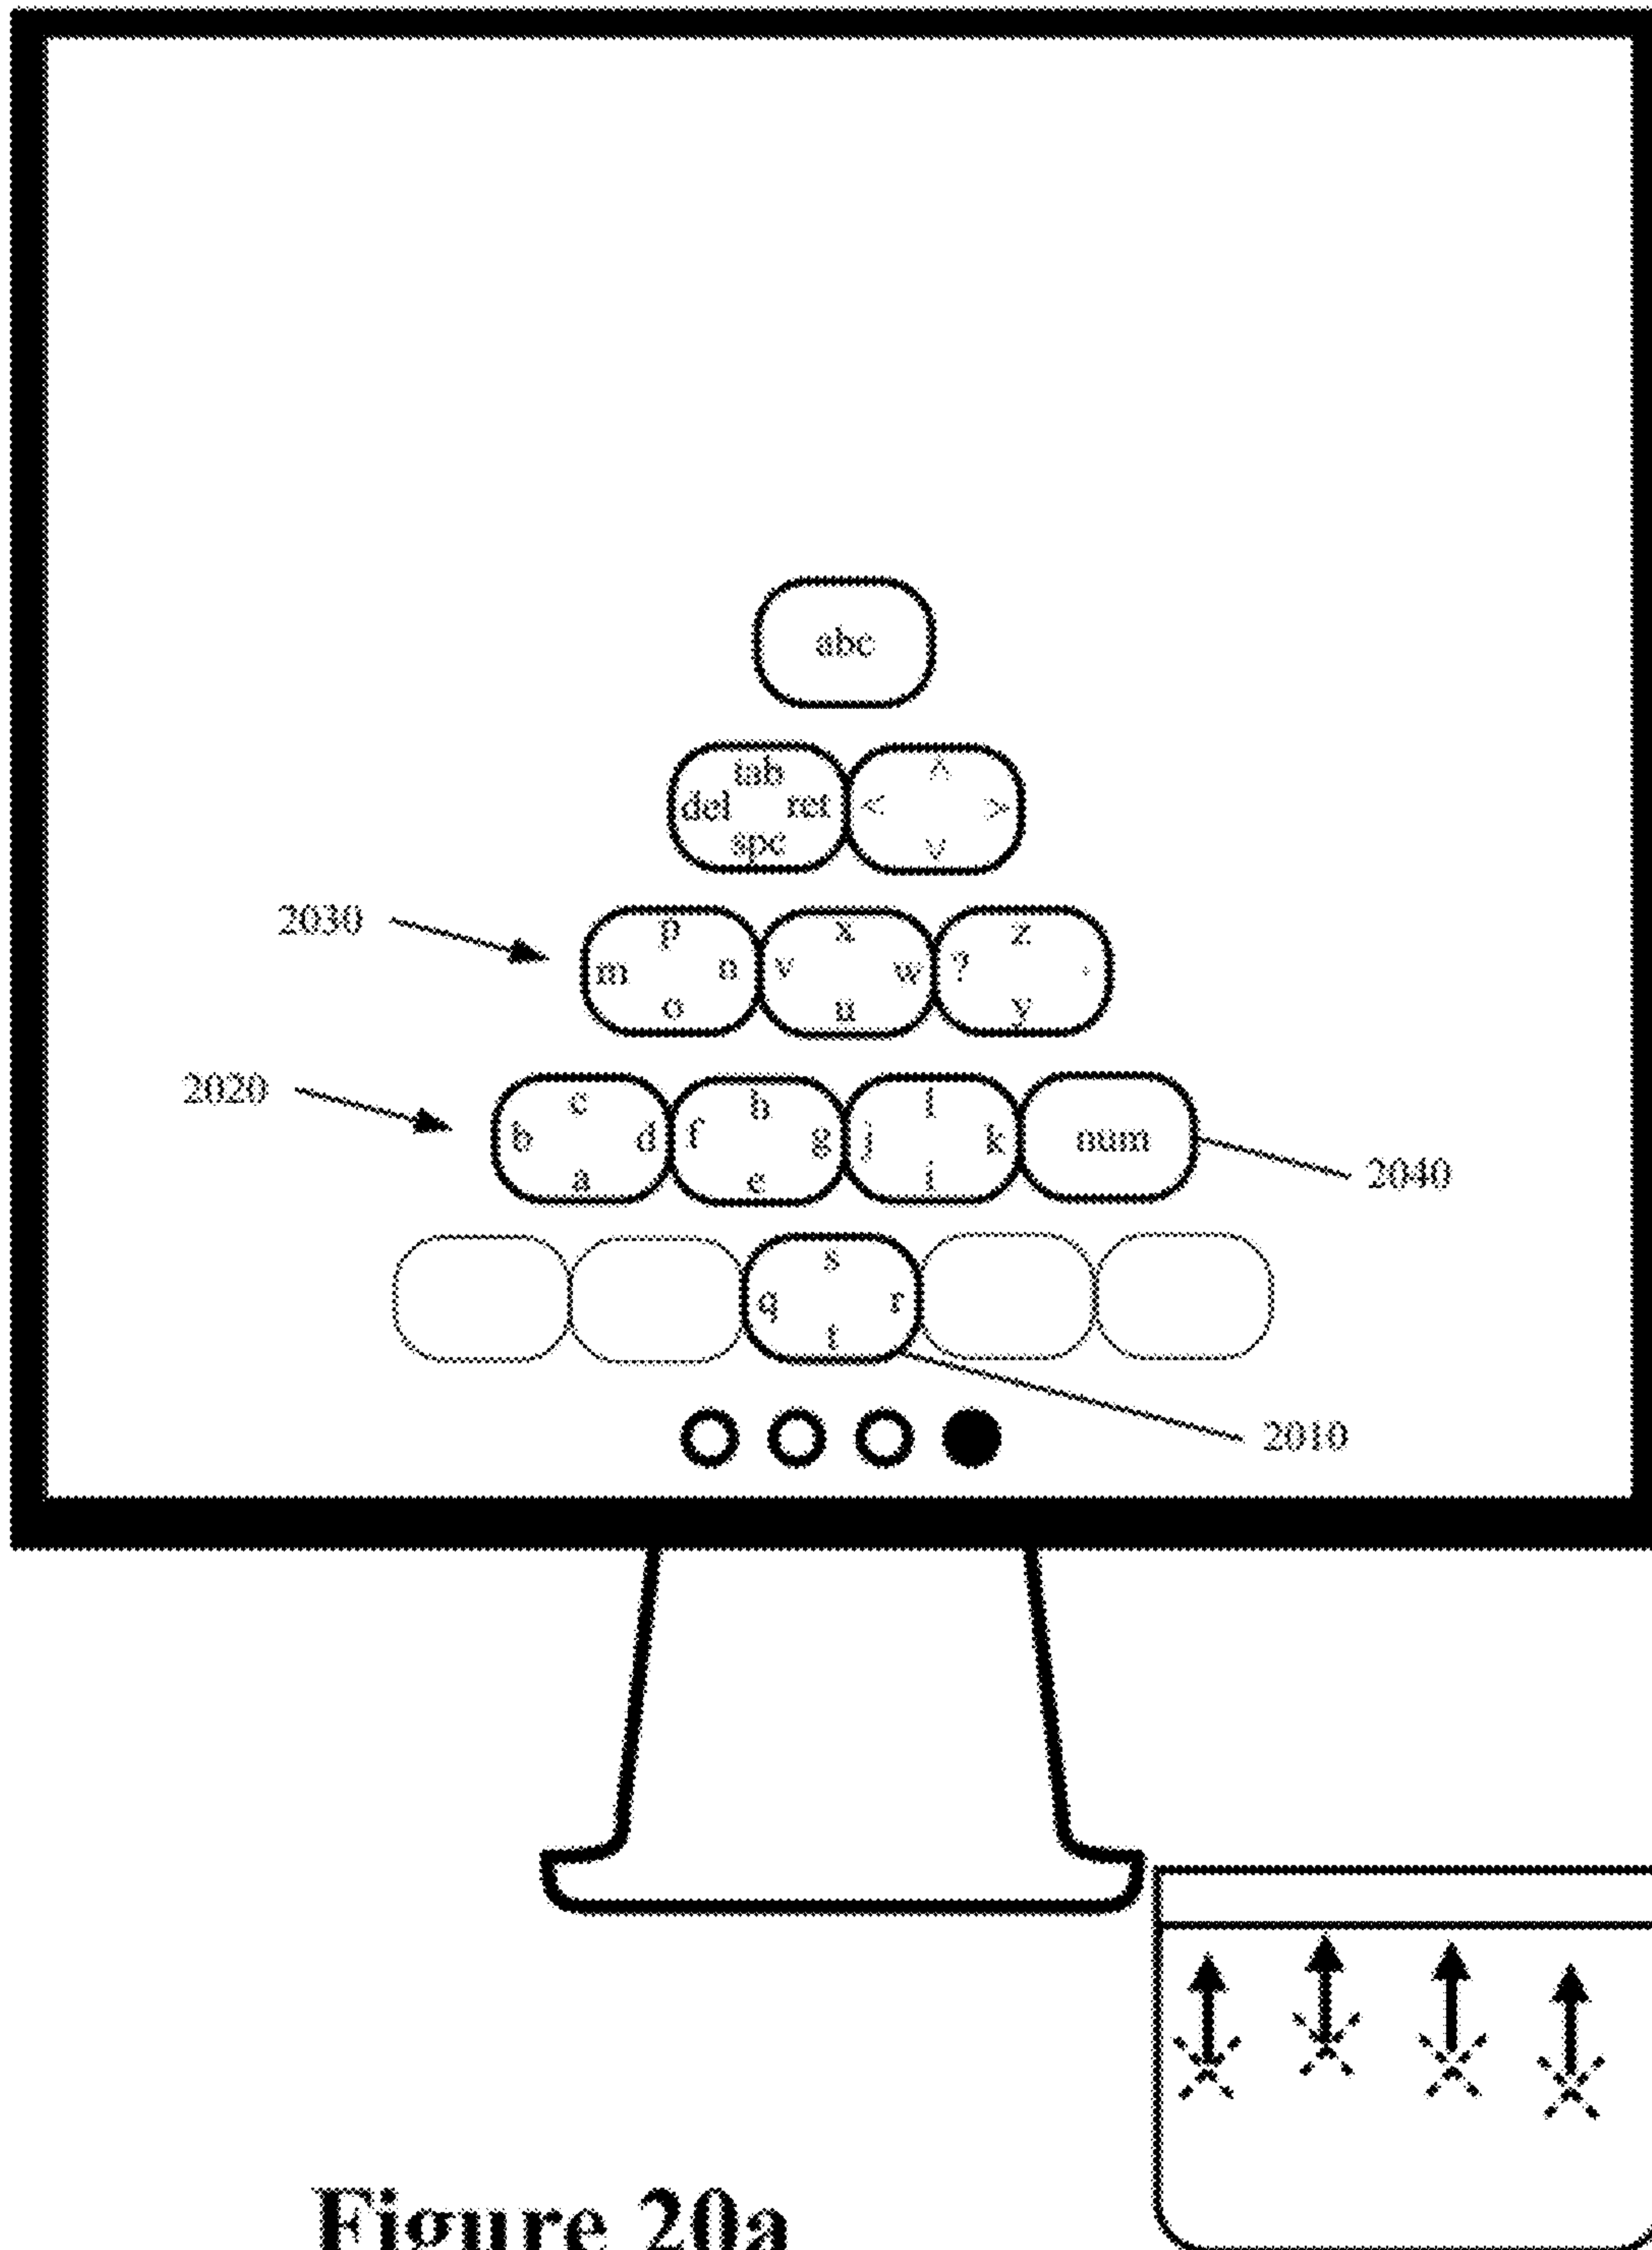 abc
tab
del ret < ^ >
spc v
2030
p x z
m n v w ?
o u y
2020
c h l
b d f g j k num
a e i
2040
s
q r
t
2010
Figure 20a